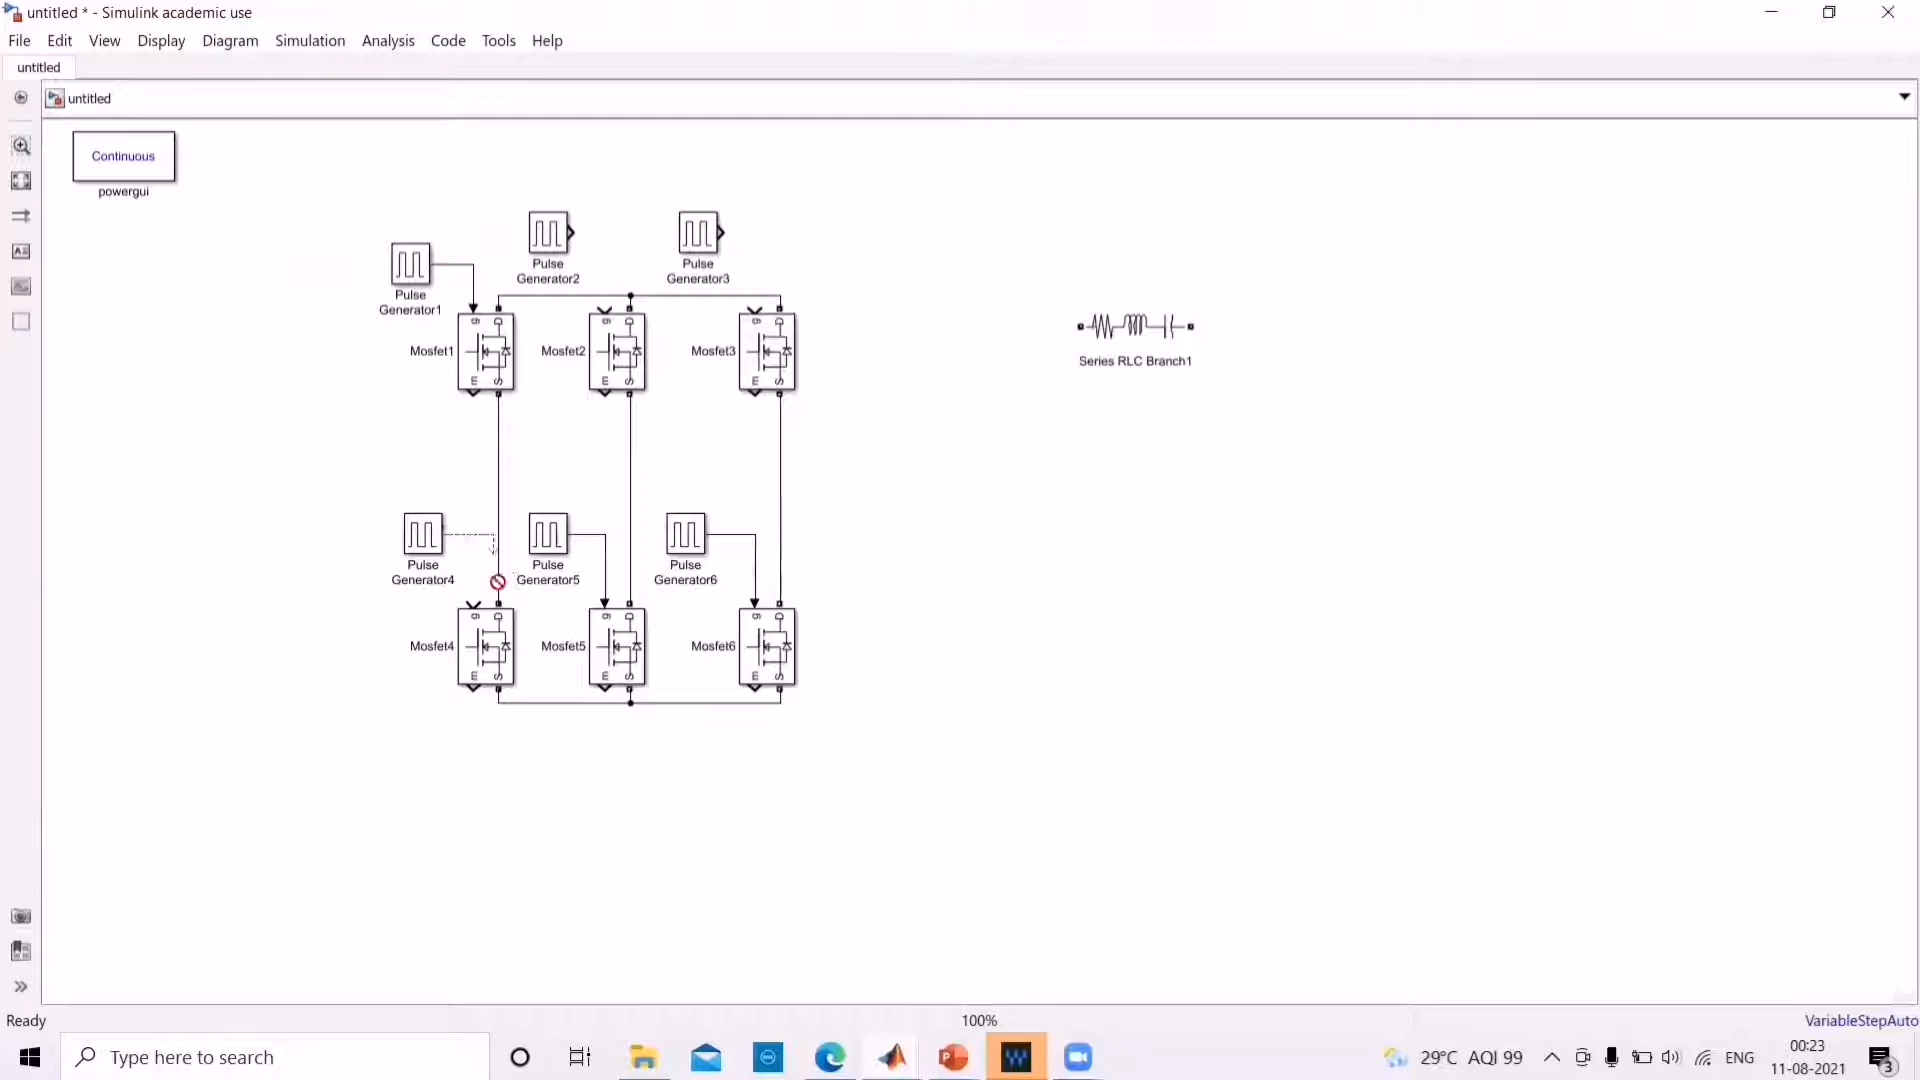 untitled * - Simulink academic use
File Edit View Display Diagram Simulation Analysis Code Tools Help
untitled
untitled
Continuous
powergui
Pulse
Generator1
Pulse
Generator2
Pulse
Generator3
g D
g D
g D
Mosfet1
Mosfet2
Mosfet3
m S
m S
m S
Series RLC Branch1
Pulse
Generator4
Pulse
Generator5
Pulse
Generator6
g D
g D
g D
Mosfet4
Mosfet5
Mosfet6
m S
m S
m S
Ready
100%
VariableStepAuto
Type here to search
29°C AQI 99
ENG
00:23
11-08-2021
3